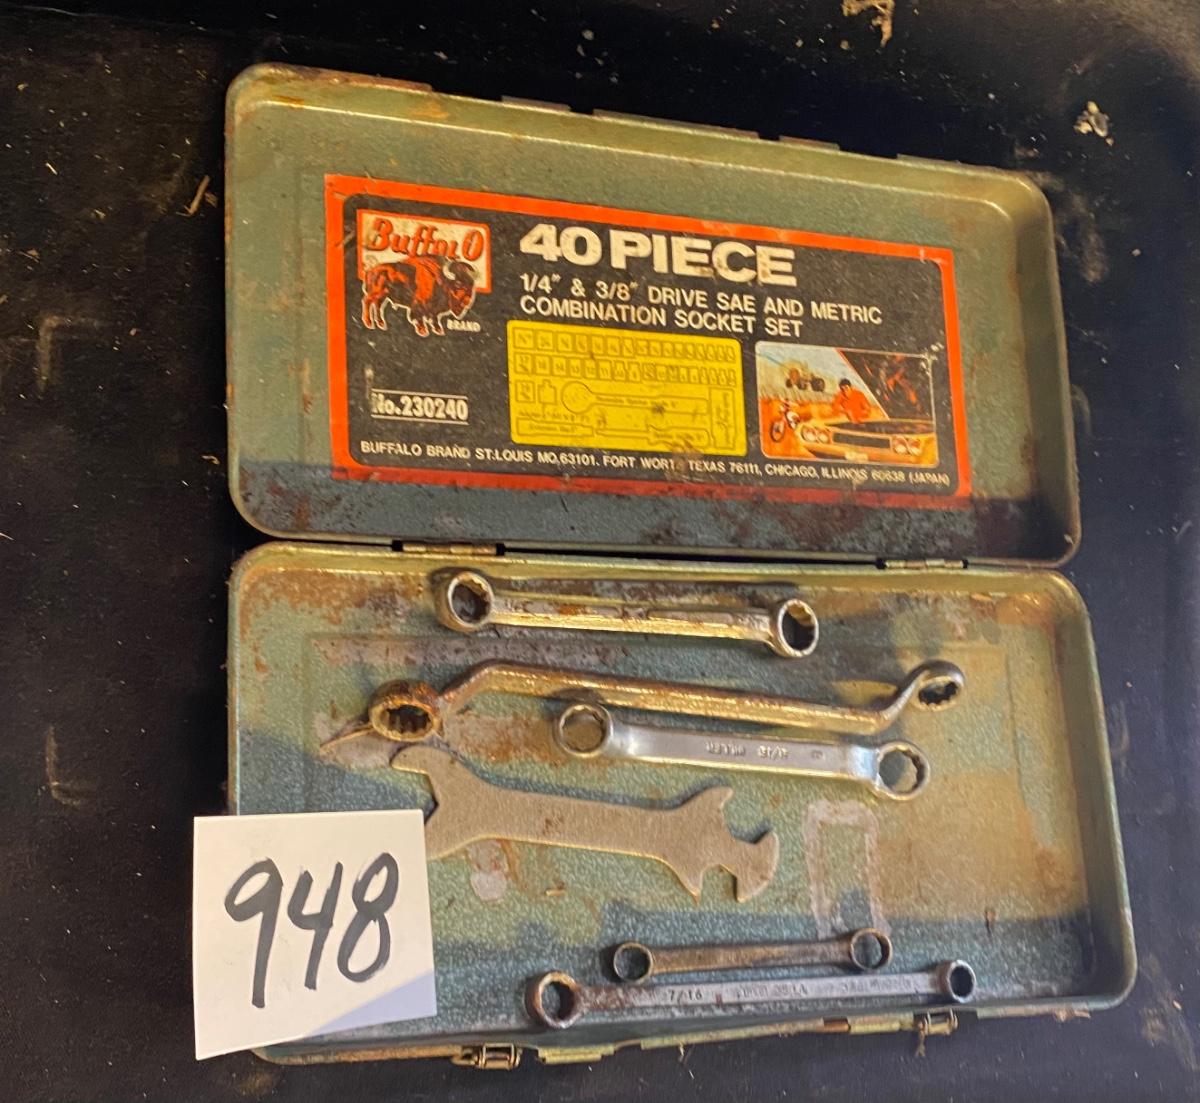 Buffalo
BRAND
40 PIECE
1/4" & 3/8" DRIVE SAE AND METRIC
COMBINATION SOCKET SET
No.230240
BUFFALO BRAND ST.LOUIS MO.63101. FORT WORT TEXAS 76111, CHICAGO, ILLINOIS 60638 (JAPAN)
948
7/16